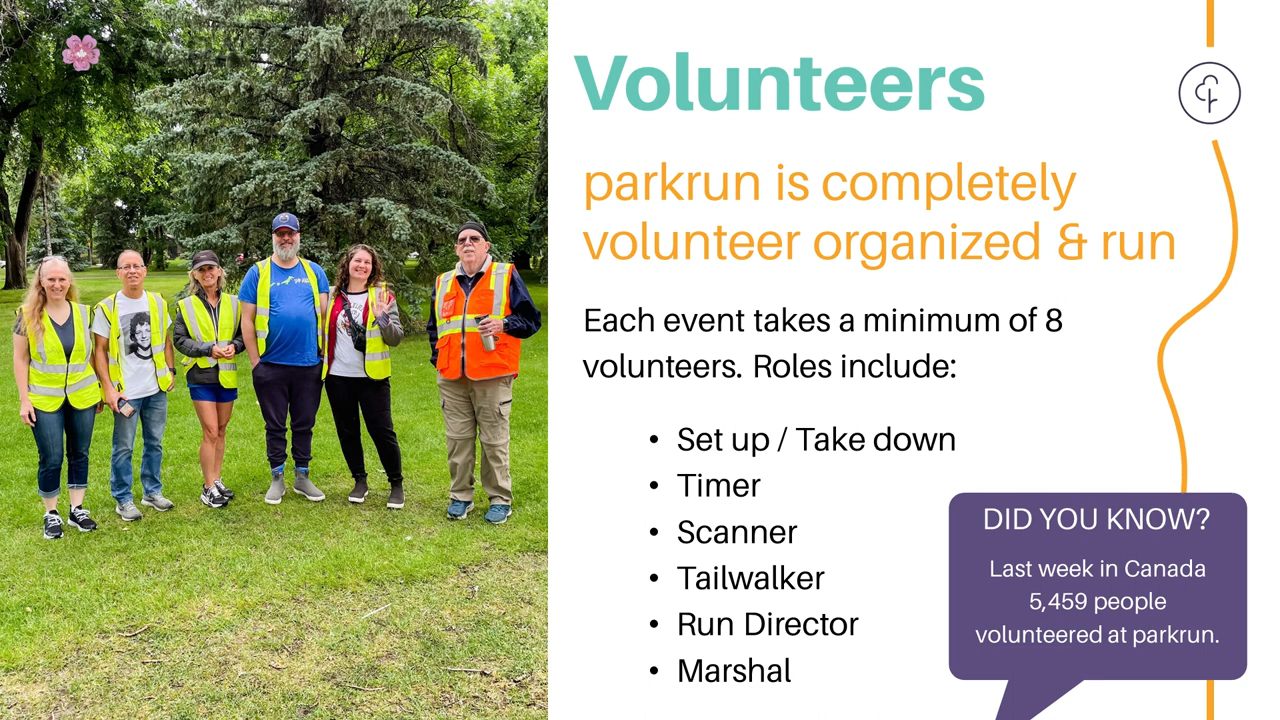 Volunteers
parkrun is completely
volunteer organized & run
Each event takes a minimum of 8
volunteers. Roles include:
• Set up / Take down
• Timer
• Scanner
• Tailwalker
• Run Director
• Marshal
DID YOU KNOW?
Last week in Canada
5,459 people
volunteered at parkrun.